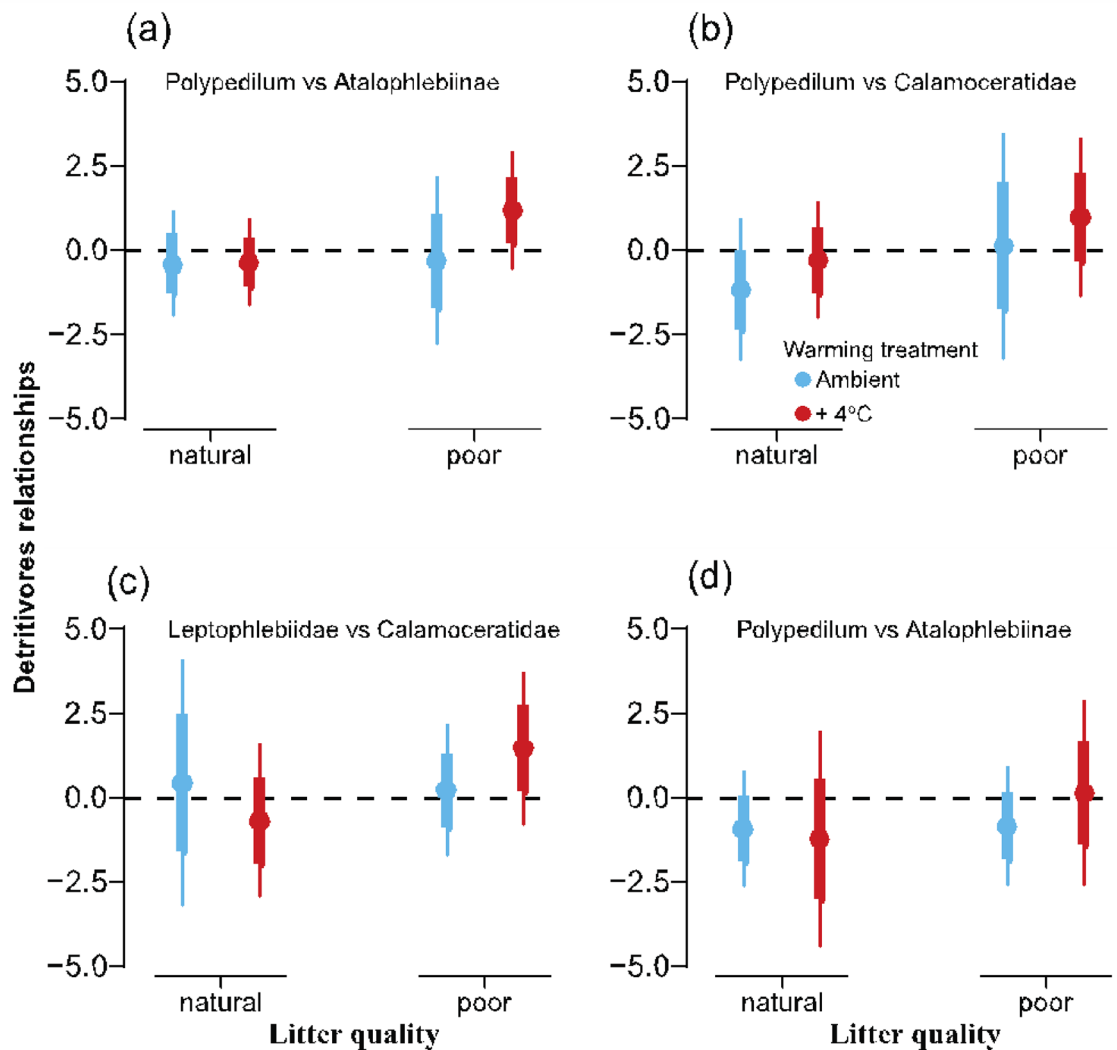 (a)
(b)
Polypedilum vs Atalophlebiinae
Polypedilum vs Calamoceratidae
5.0
2.5
0.0
−2.5
−5.0
natural
poor
5.0
2.5
0.0
−2.5
−5.0
Warming treatment
Ambient
+ 4ºC
natural
poor
Detritivores relationships
(c)
(d)
Leptophlebiidae vs Calamoceratidae
Polypedilum vs Atalophlebiinae
5.0
2.5
0.0
−2.5
−5.0
natural
poor
Litter quality
5.0
2.5
0.0
−2.5
−5.0
natural
poor
Litter quality